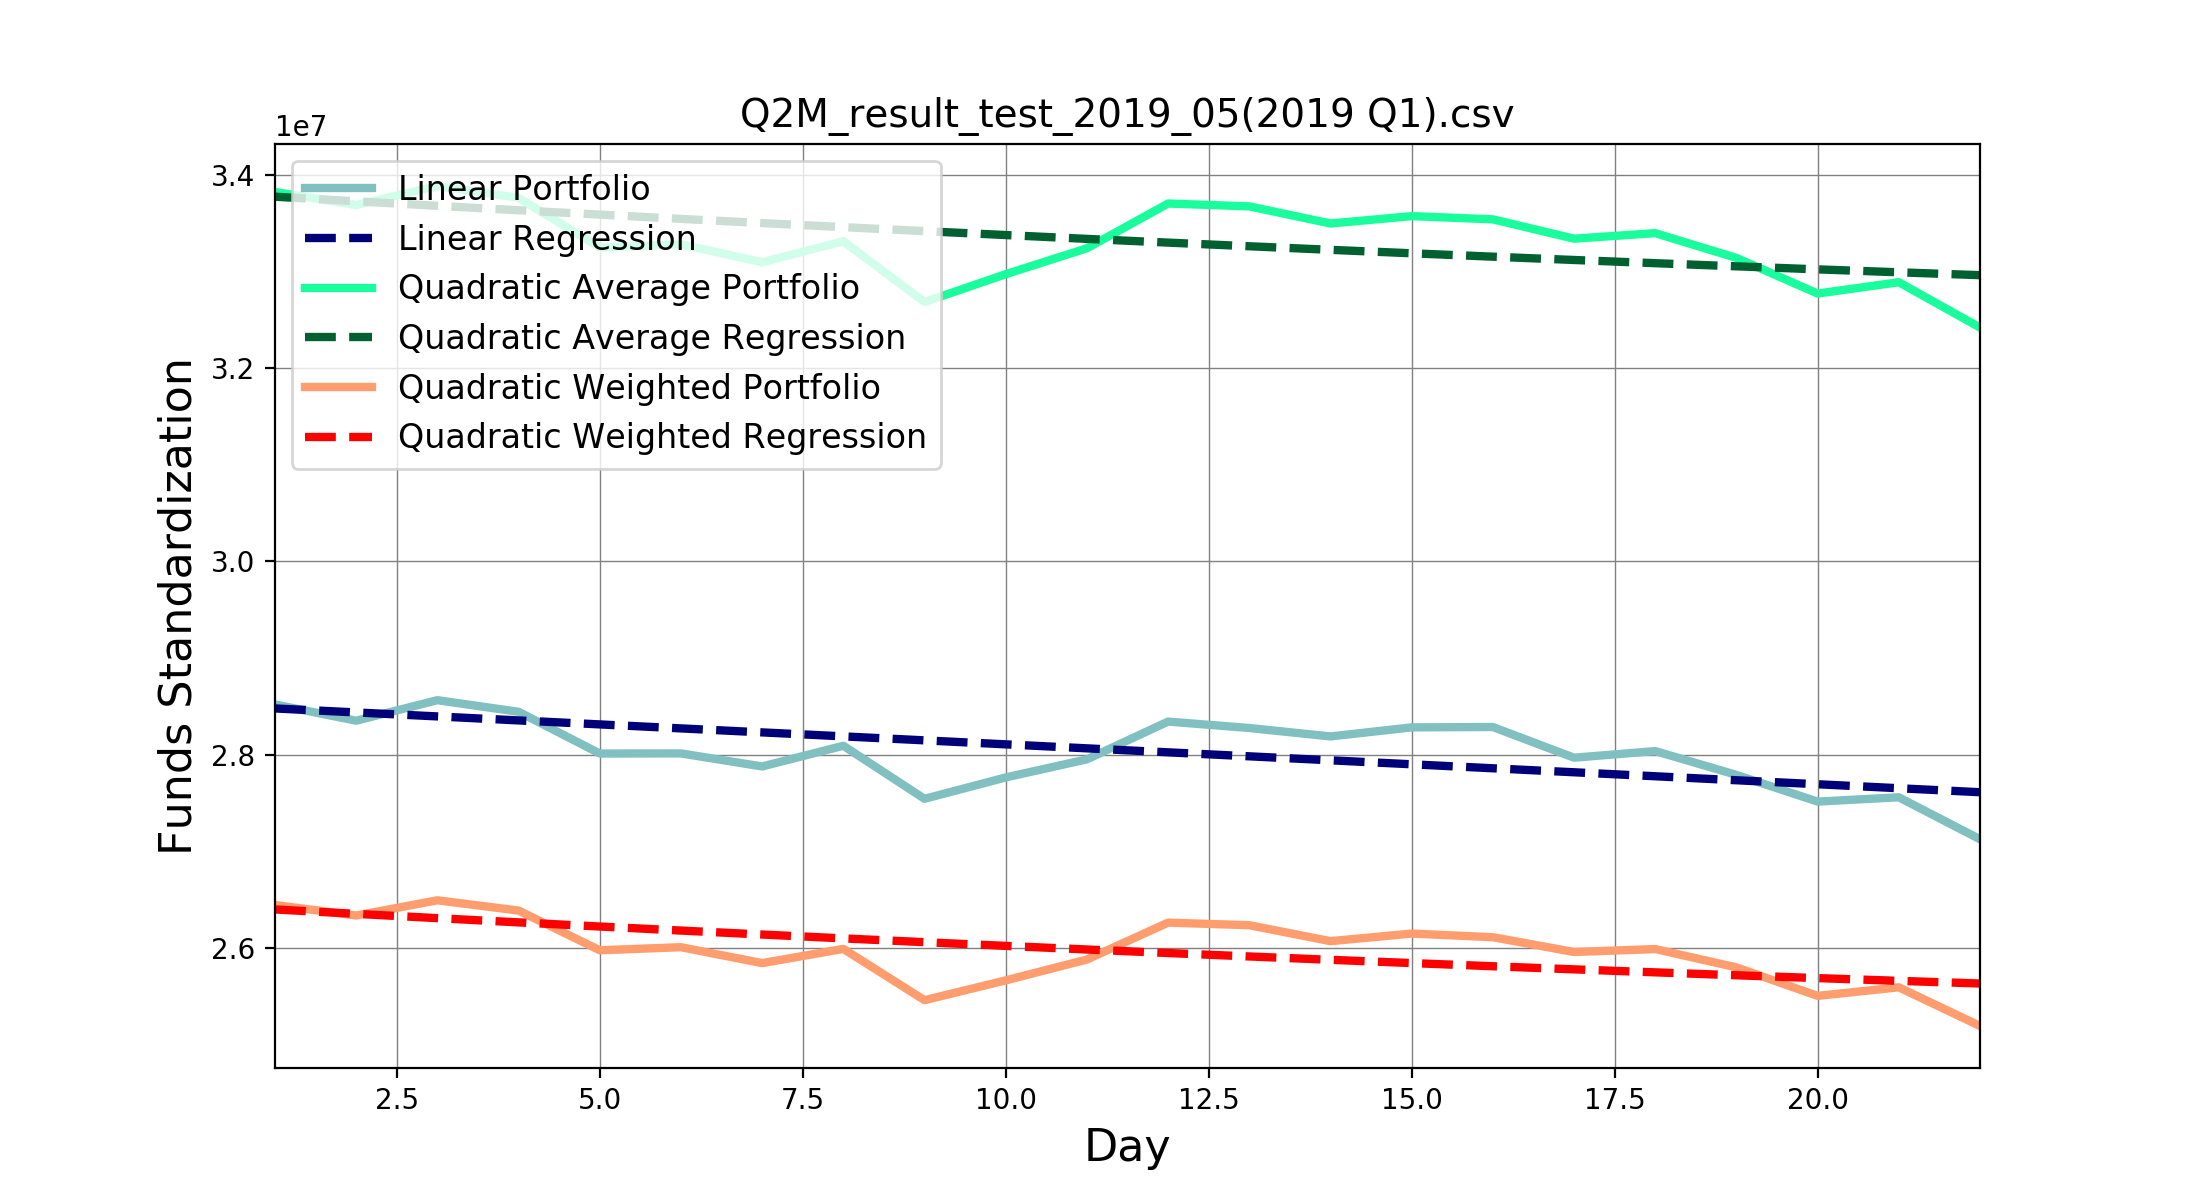 Q2M_result_test_2019_05(2019 Q1).csv
1e7
3.4
3.2
3.0
2.8
2.6
Funds Standardization
Linear Portfolio
Linear Regression
Quadratic Average Portfolio
Quadratic Average Regression
Quadratic Weighted Portfolio
Quadratic Weighted Regression
2.5 5.0 7.5 10.0 12.5 15.0 17.5 20.0
Day